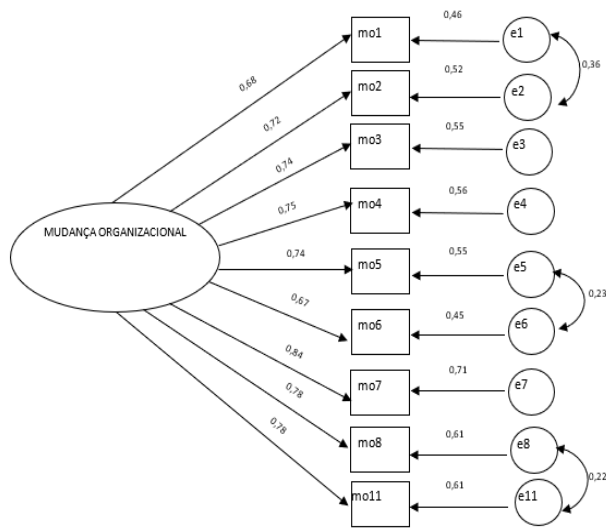 mo1 0,46 e1
0,36
0,68
mo2 0,52 e2
0,72
mo3 0,55 e3
0,74
mo4 0,56 e4
0,75
MUDANÇA ORGANIZACIONAL
mo5 0,55 e5
0,74
0,23
mo6 0,45 e6
0,67
mo7 0,71 e7
0,84
mo8 0,61 e8
0,78
0,22
mo11 0,61 e11
0,78